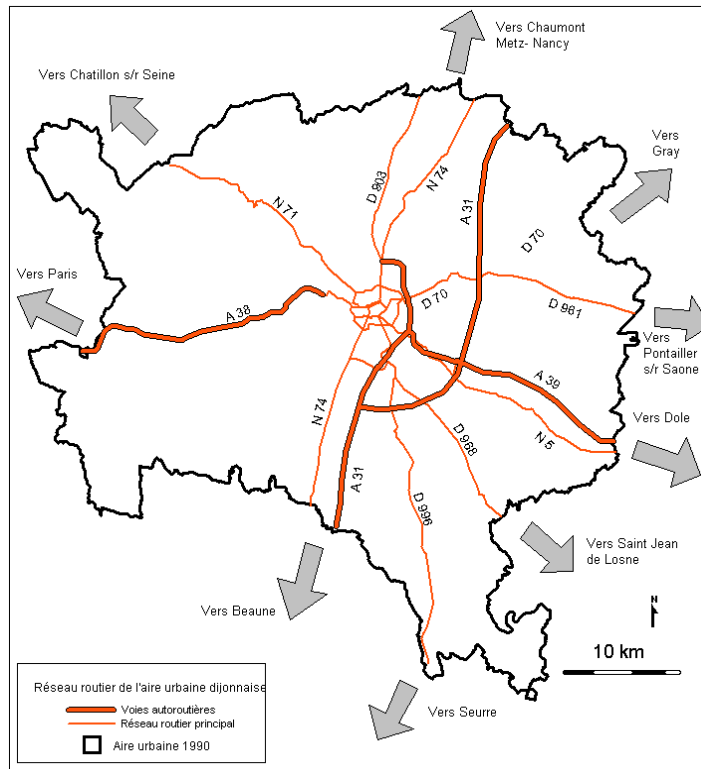 Vers Chaumont
Metz- Nancy
Vers Chatillon s/r Seine
Vers
Gray
D 903
N 74
A 31
N 71
D 70
Vers Paris
A 38
D 70
D 961
Vers
Pontailler
s/r Saone
A 39
Vers Dole
N 74
D 968
N 5
A 31
D 996
Vers Saint Jean
de Losne
Vers Beaune
N
10 km
Réseau routier de l'aire urbaine dijonnaise
Voies autoroutières
Réseau routier principal
Aire urbaine 1990
Vers Seurre